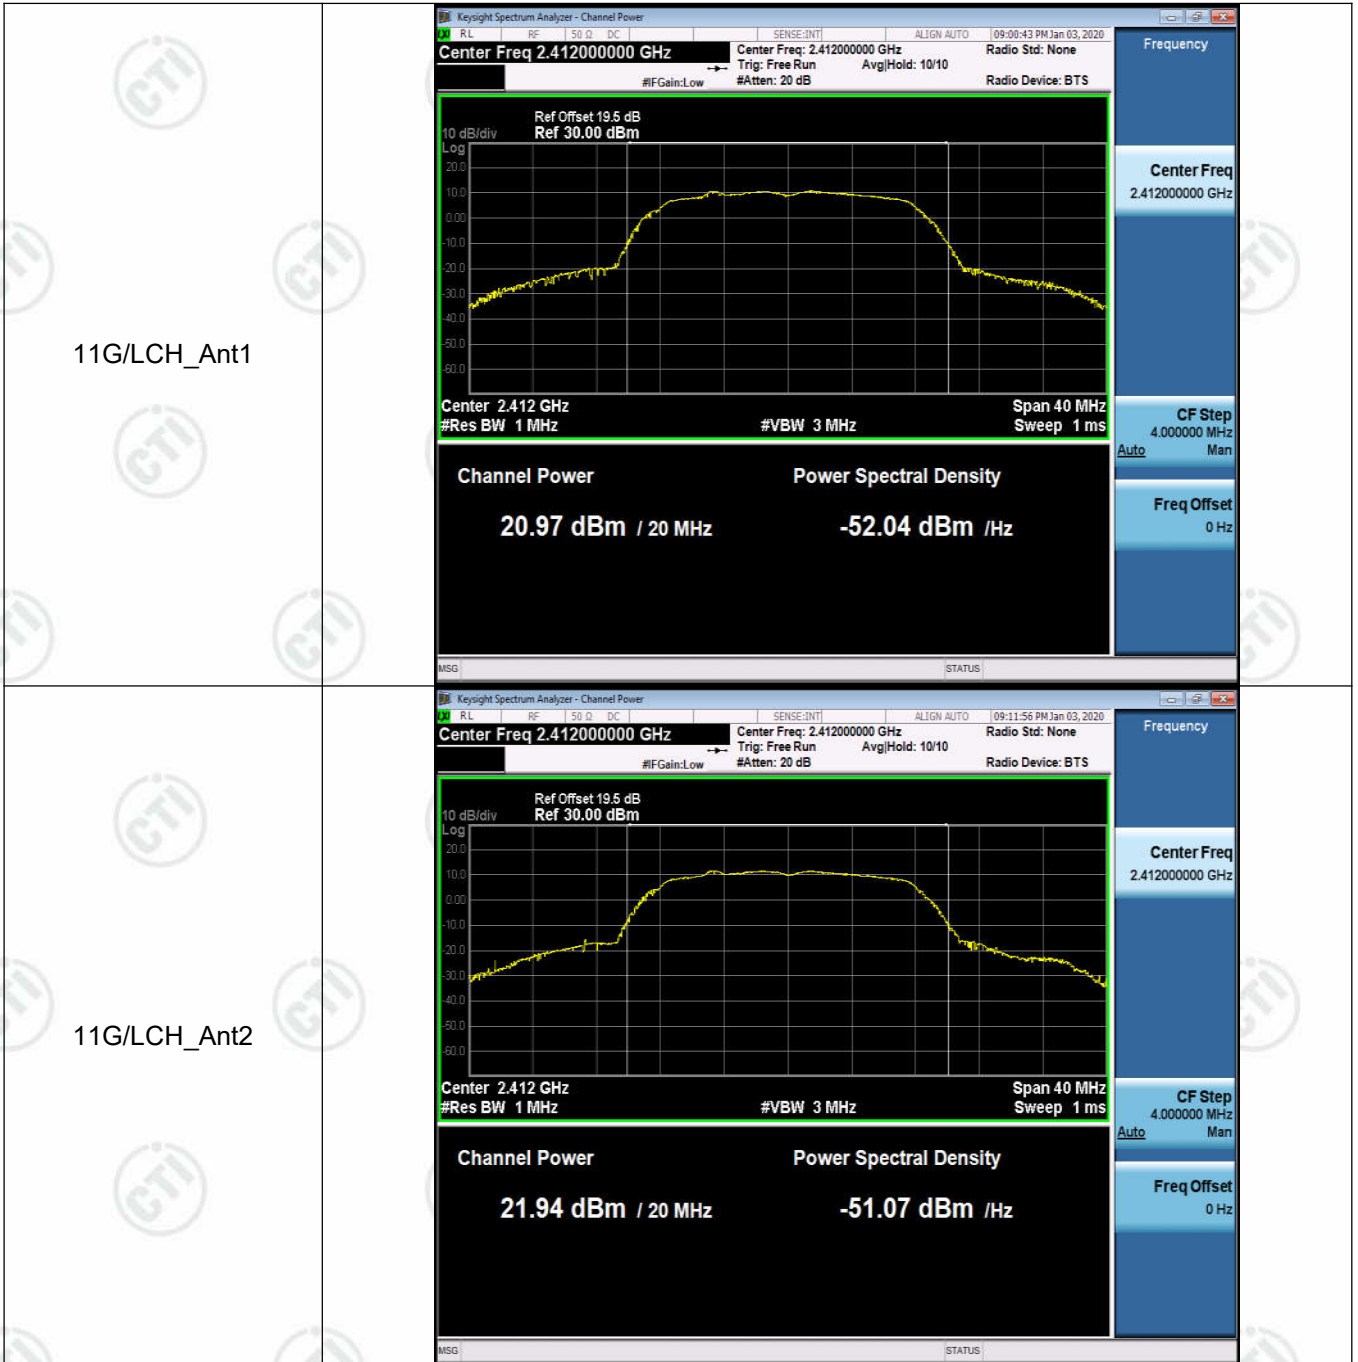 11G/LCH_Ant1
Keysight Spectrum Analyzer - Channel Power
RL RF 50 Ω DC SENSE:INT ALIGN AUTO 09:00:43 PM Jan 03, 2020
Center Freq 2.412000000 GHz
Center Freq: 2.412000000 GHz Radio Std: None
Trig: Free Run Avg|Hold: 10/10
#IFGain:Low #Atten: 20 dB Radio Device: BTS
Frequency
Ref Offset 19.5 dB
10 dB/div Ref 30.00 dBm
Log
20.0
10.0
0.00
-10.0
-20.0
-30.0
-40.0
-50.0
-60.0
Center 2.412 GHz Span 40 MHz
#Res BW 1 MHz #VBW 3 MHz Sweep 1 ms
Channel Power Power Spectral Density
20.97 dBm / 20 MHz -52.04 dBm /Hz
Center Freq
2.412000000 GHz
CF Step
4.000000 MHz
Auto Man
Freq Offset
0 Hz
MSG STATUS
11G/LCH_Ant2
Keysight Spectrum Analyzer - Channel Power
RL RF 50 Ω DC SENSE:INT ALIGN AUTO 09:11:56 PM Jan 03, 2020
Center Freq 2.412000000 GHz
Center Freq: 2.412000000 GHz Radio Std: None
Trig: Free Run Avg|Hold: 10/10
#IFGain:Low #Atten: 20 dB Radio Device: BTS
Frequency
Ref Offset 19.5 dB
10 dB/div Ref 30.00 dBm
Log
20.0
10.0
0.00
-10.0
-20.0
-30.0
-40.0
-50.0
-60.0
Center 2.412 GHz Span 40 MHz
#Res BW 1 MHz #VBW 3 MHz Sweep 1 ms
Channel Power Power Spectral Density
21.94 dBm / 20 MHz -51.07 dBm /Hz
Center Freq
2.412000000 GHz
CF Step
4.000000 MHz
Auto Man
Freq Offset
0 Hz
MSG STATUS
CTI